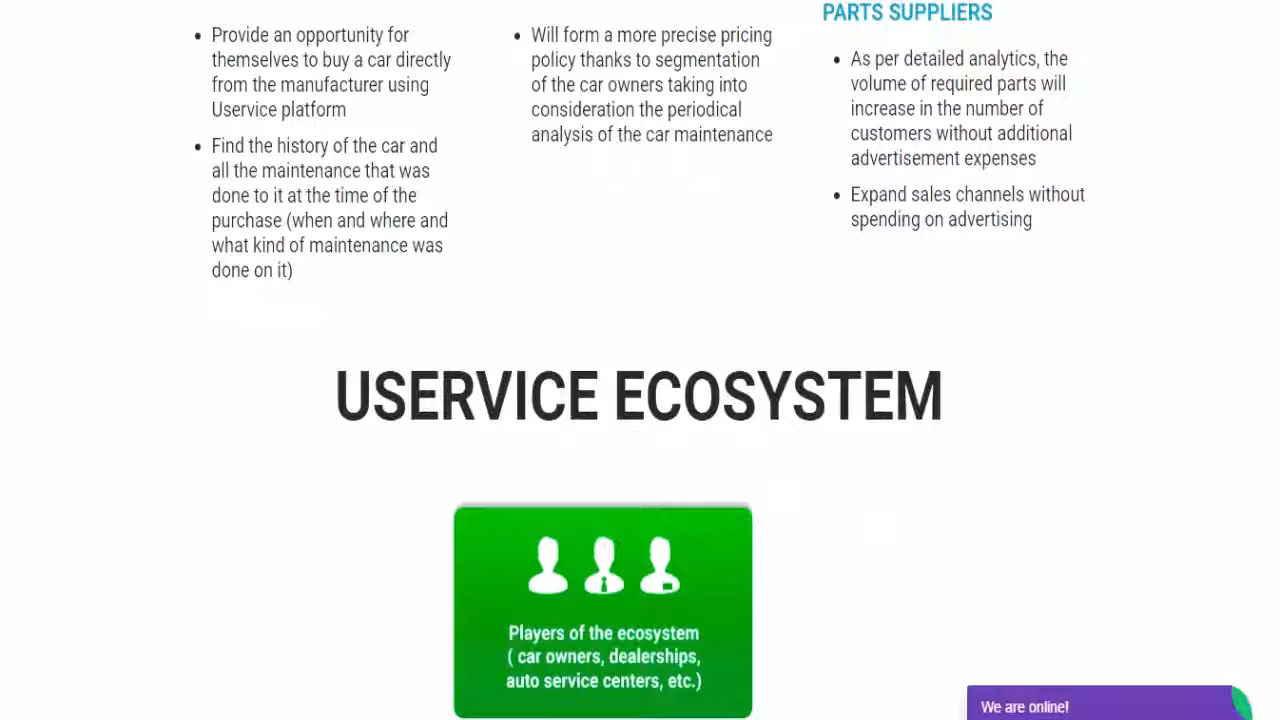 Provide an opportunity for
themselves to buy a car directly
from the manufacturer using
Uservice platform
Find the history of the car and
all the maintenance that was
done to it at the time of the
purchase (when and where and
what kind of maintenance was
done on it)
Will form a more precise pricing
policy thanks to segmentation
of the car owners taking into
consideration the periodical
analysis of the car maintenance
PARTS SUPPLIERS
As per detailed analytics, the
volume of required parts will
increase in the number of
customers without additional
advertisement expenses
Expand sales channels without
spending on advertising
USERVICE ECOSYSTEM
Players of the ecosystem
( car owners, dealerships,
auto service centers, etc.)
We are online!